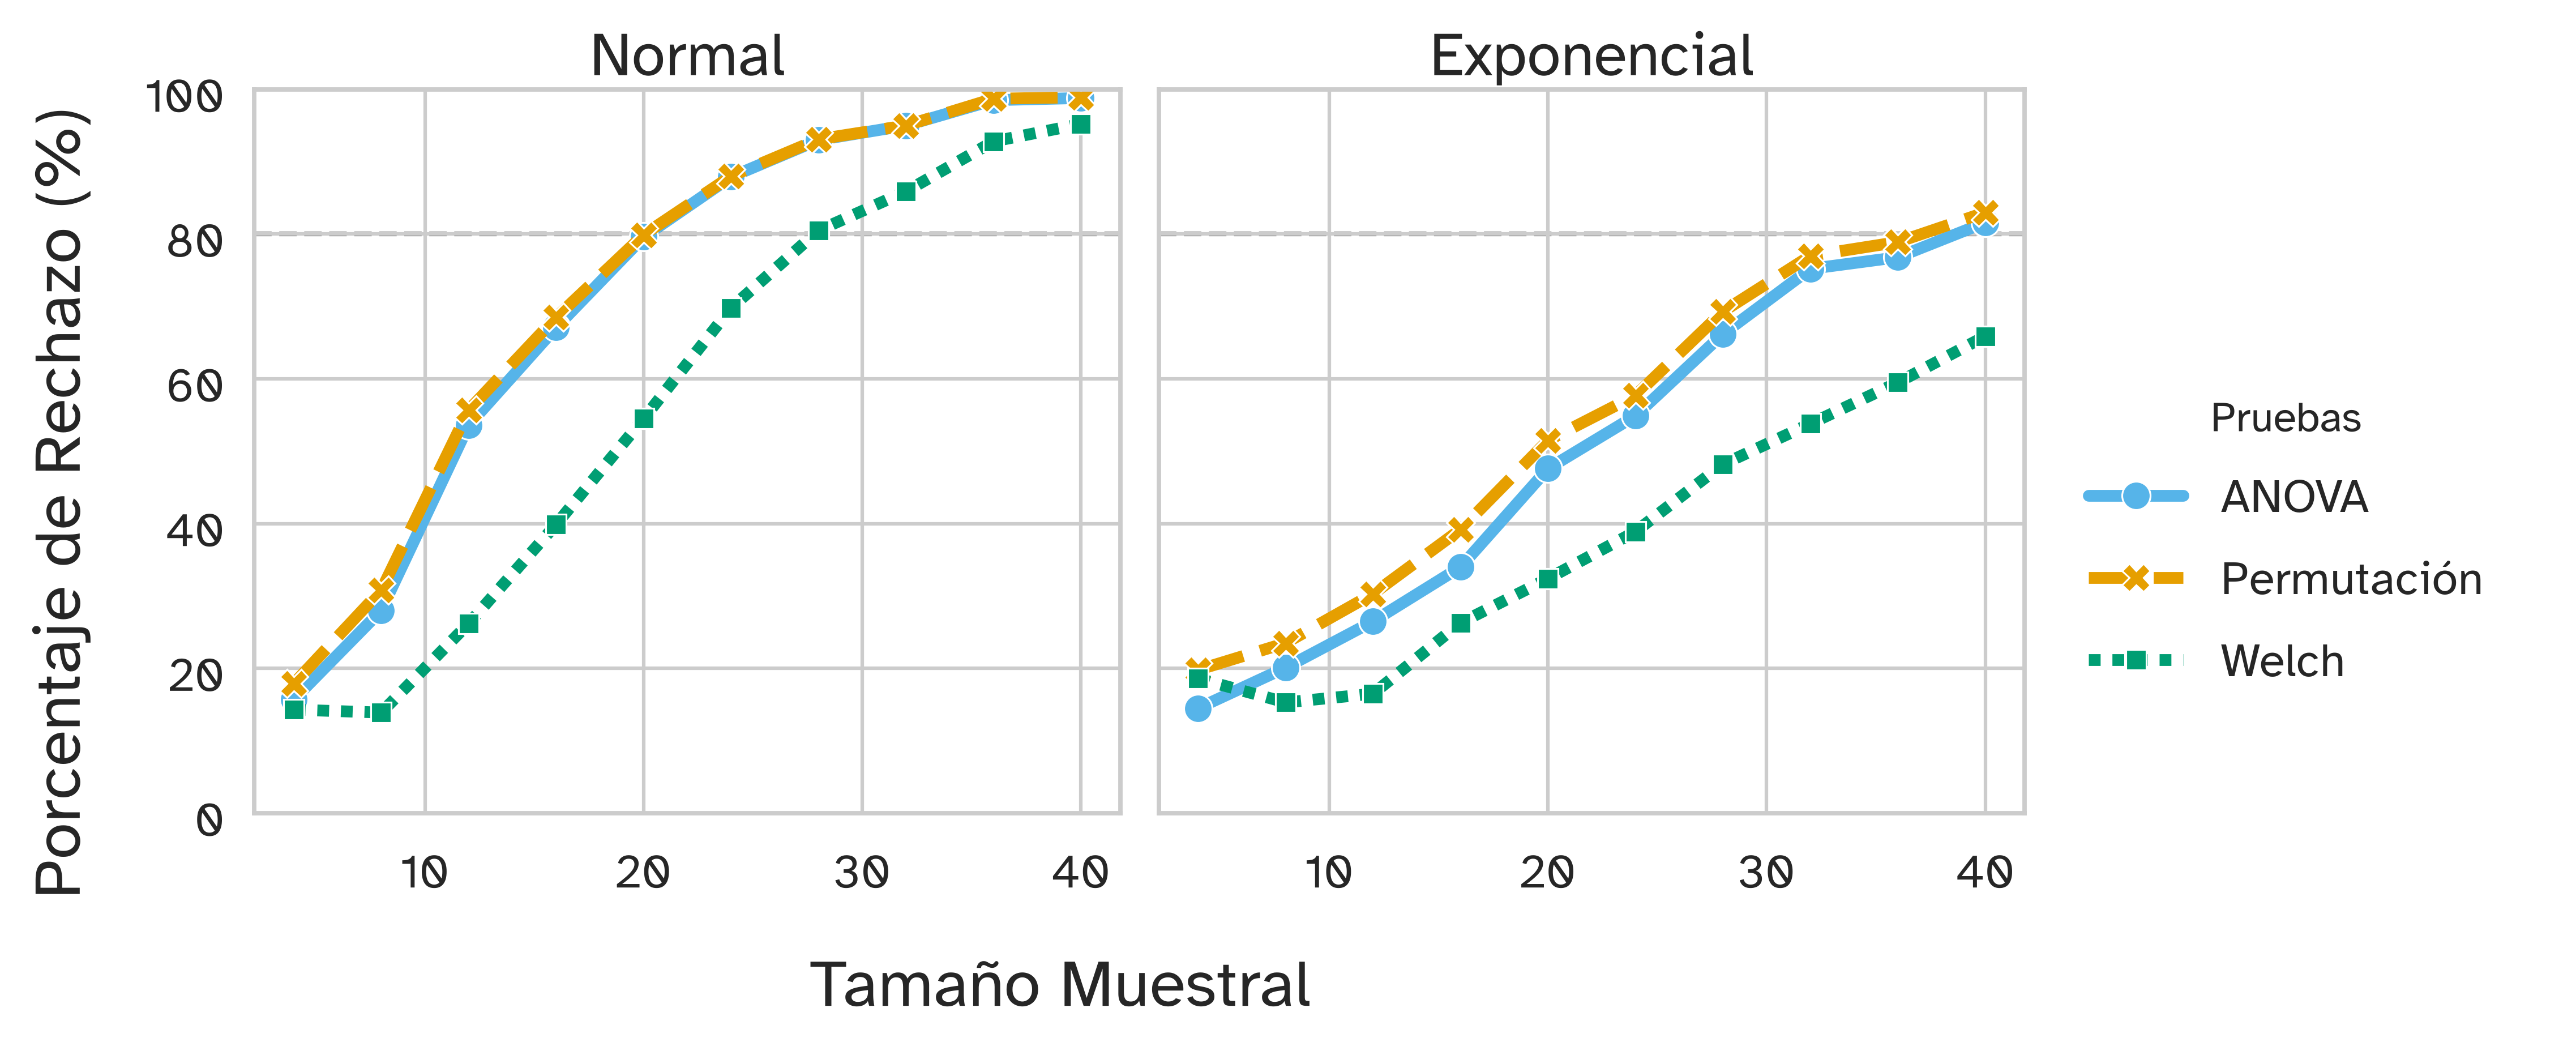 Normal
Exponencial
Porcentaje de Rechazo (%)
100
80
60
40
20
0
10 20 30 40
10 20 30 40
Tamaño Muestral
Pruebas
ANOVA
Permutación
Welch